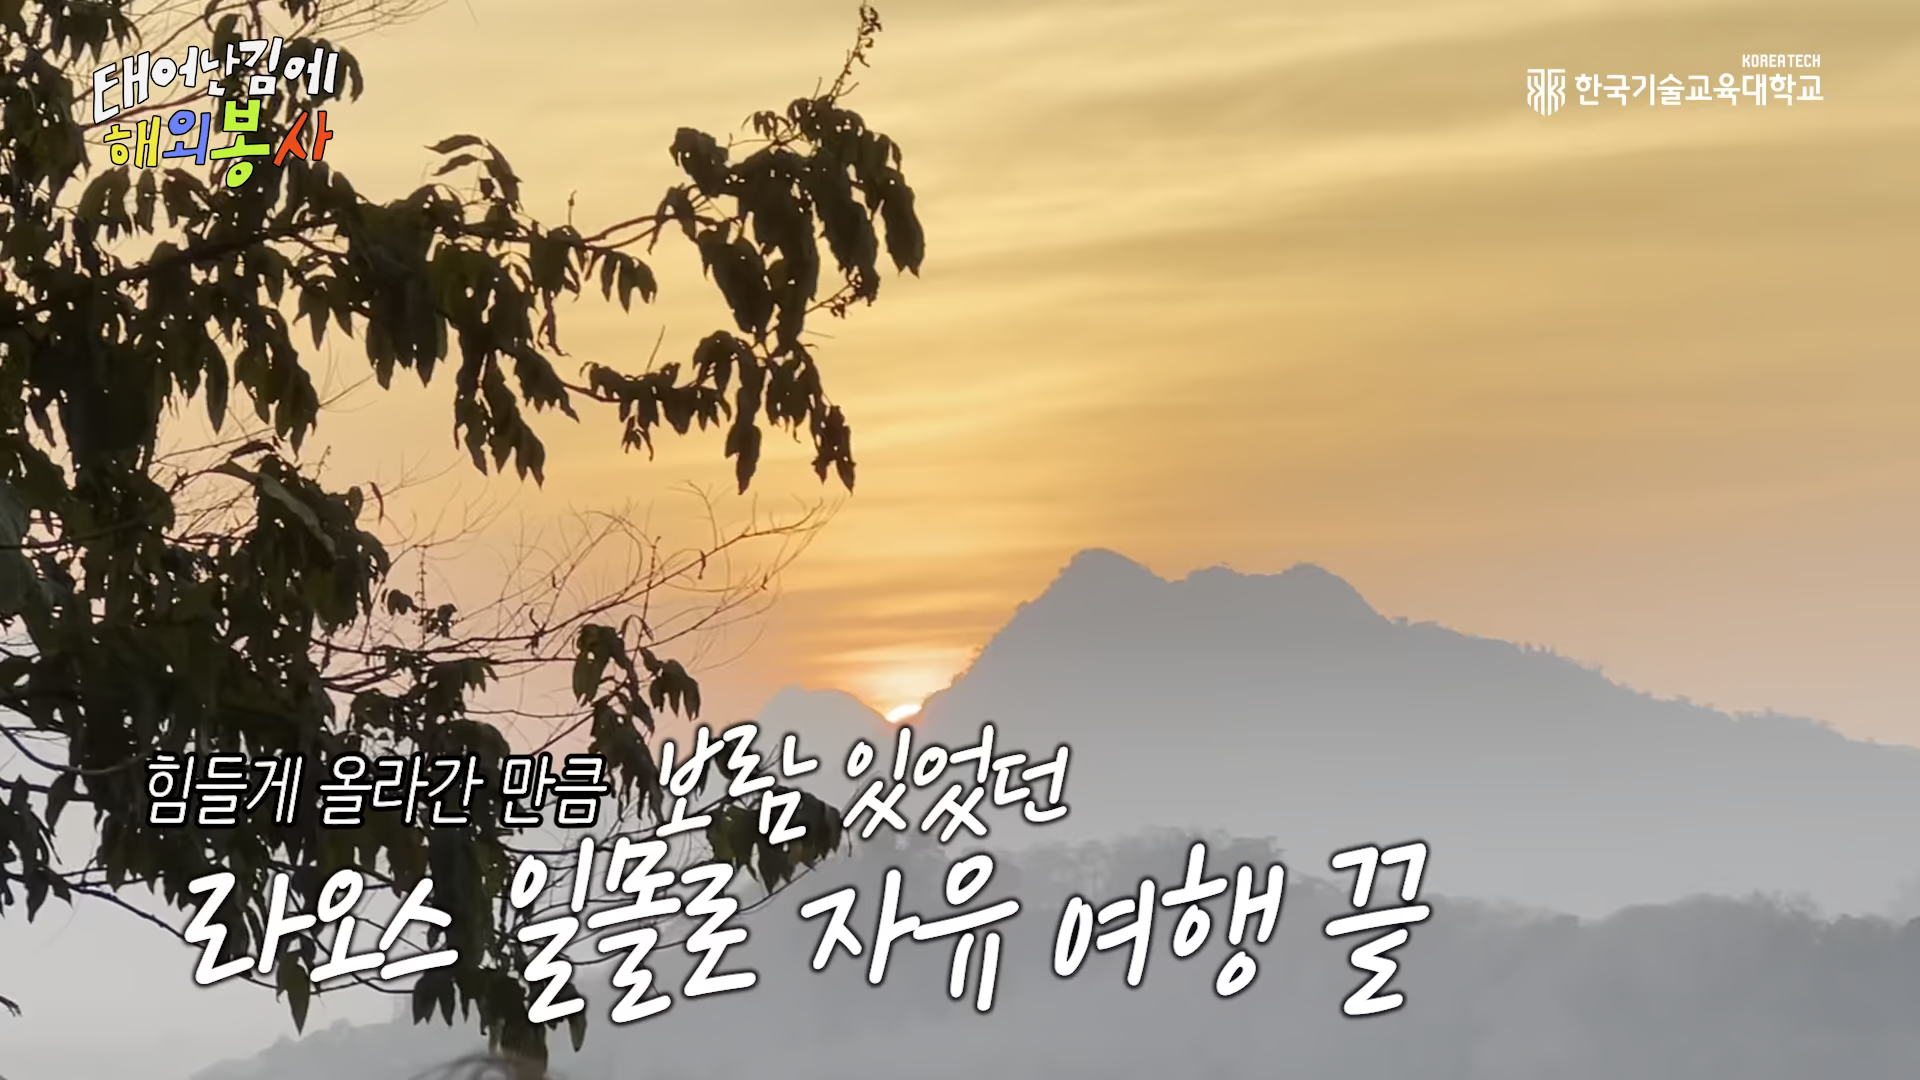 태어난김에
해외봉사
KOREATECH
한국기술교육대학교
힘들게 올라간 만큼 보람 있었던
라오스 일몰로 자유 여행 끝